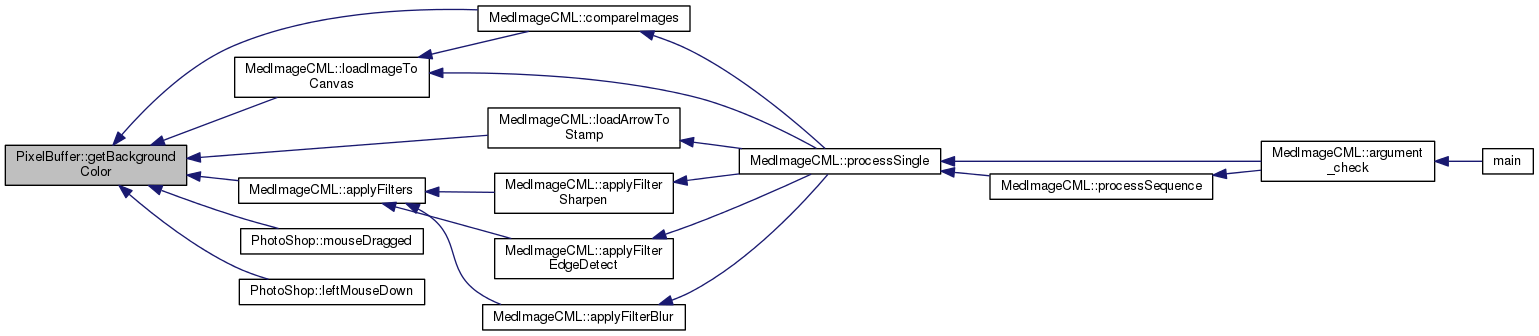 MedImageCML::compareImages
MedImageCML::loadImageTo
Canvas
MedImageCML::loadArrowTo
Stamp
PixelBuffer::getBackground
Color
MedImageCML::processSingle
MedImageCML::argument
_check
main
MedImageCML::applyFilters
MedImageCML::applyFilter
Sharpen
MedImageCML::processSequence
PhotoShop::mouseDragged
MedImageCML::applyFilter
EdgeDetect
PhotoShop::leftMouseDown
MedImageCML::applyFilterBlur